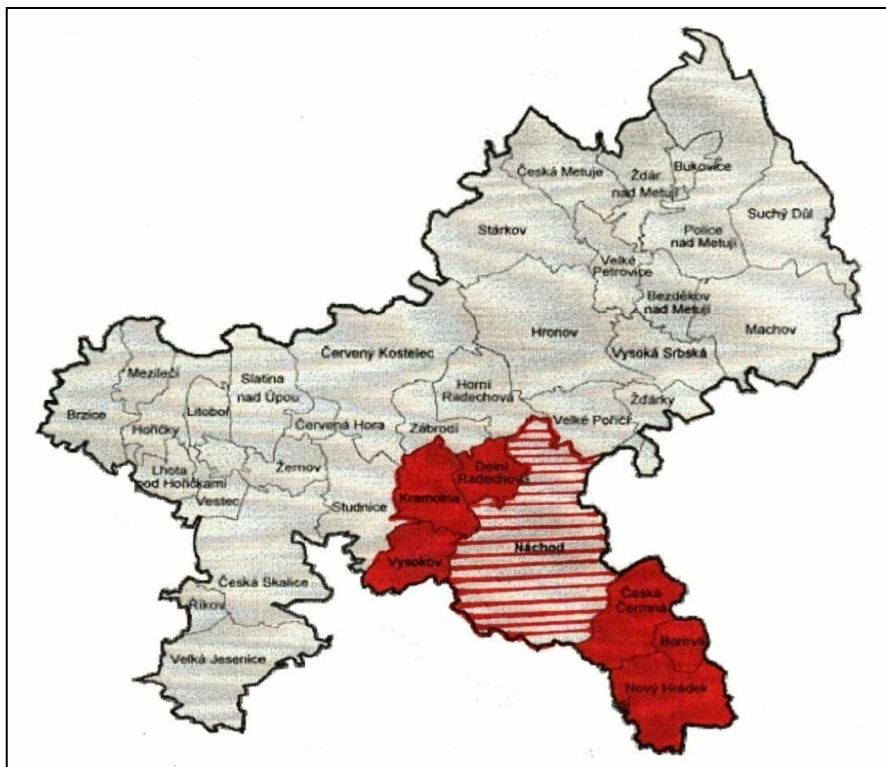 Česká Metuje
Ždár
nad Metují
Bukovice
Suchý Důl
Stárkov
Police
nad Metují
Velké
Petrovice
Bezděkov
nad Metují
Machov
Hronov
Vysoká Srbská
Červený Kostelec
Slatina
nad Úpou
Mezilečí
Brzice
Litoboř
Horní
Radechová
Žďárky
Velké Poříčí
Hořičky
Červená Hora
Zábrodí
Lhota
pod Hořičkami
Žernov
Dolní
Radechová
Vestec
Studnice
Kramolna
Náchod
Vysokov
Česká Skalice
Říkov
Česká
Čermná
Borová
Velká Jesenice
Nový Hrádek